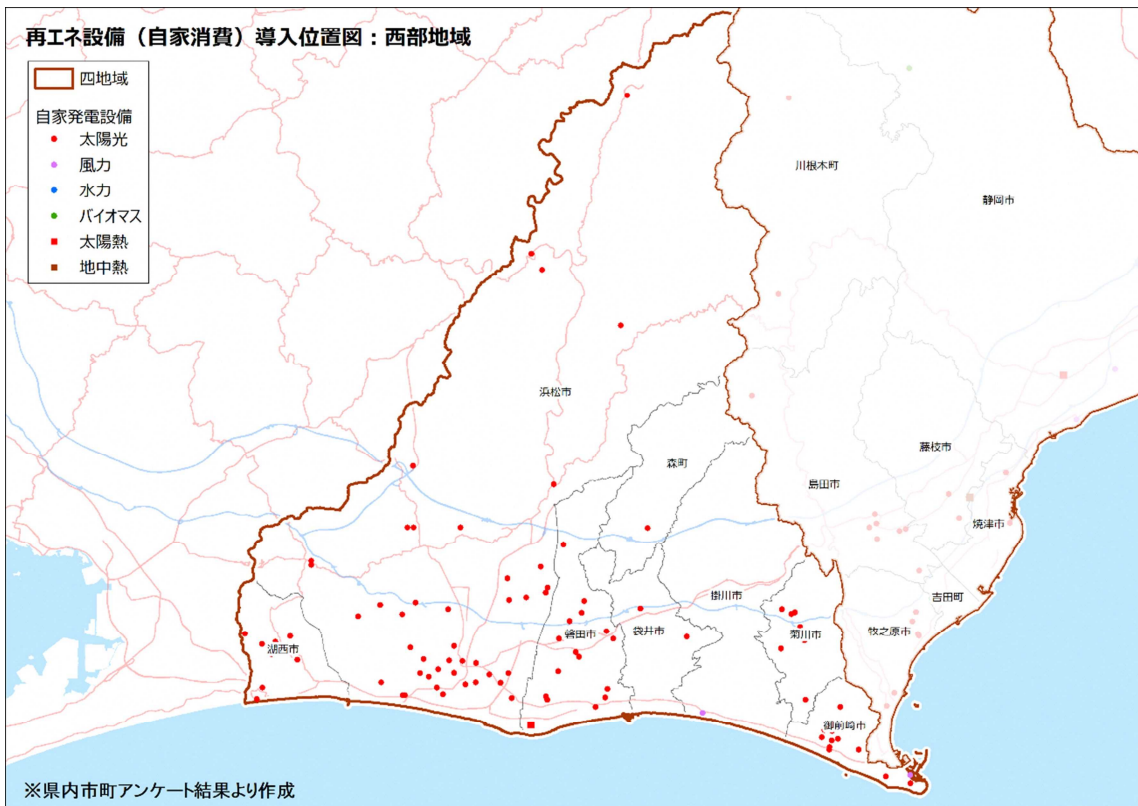 再エネ設備（自家消費）導入位置図：西部地域
四地域
自家発電設備
太陽光
風力
水力
バイオマス
太陽熱
地中熱
川根本町
静岡市
浜松市
藤枝市
森町
島田市
焼津市
掛川市
吉田町
磐田市
袋井市
菊川市
牧之原市
湖西市
御前崎市
※県内市町アンケート結果より作成